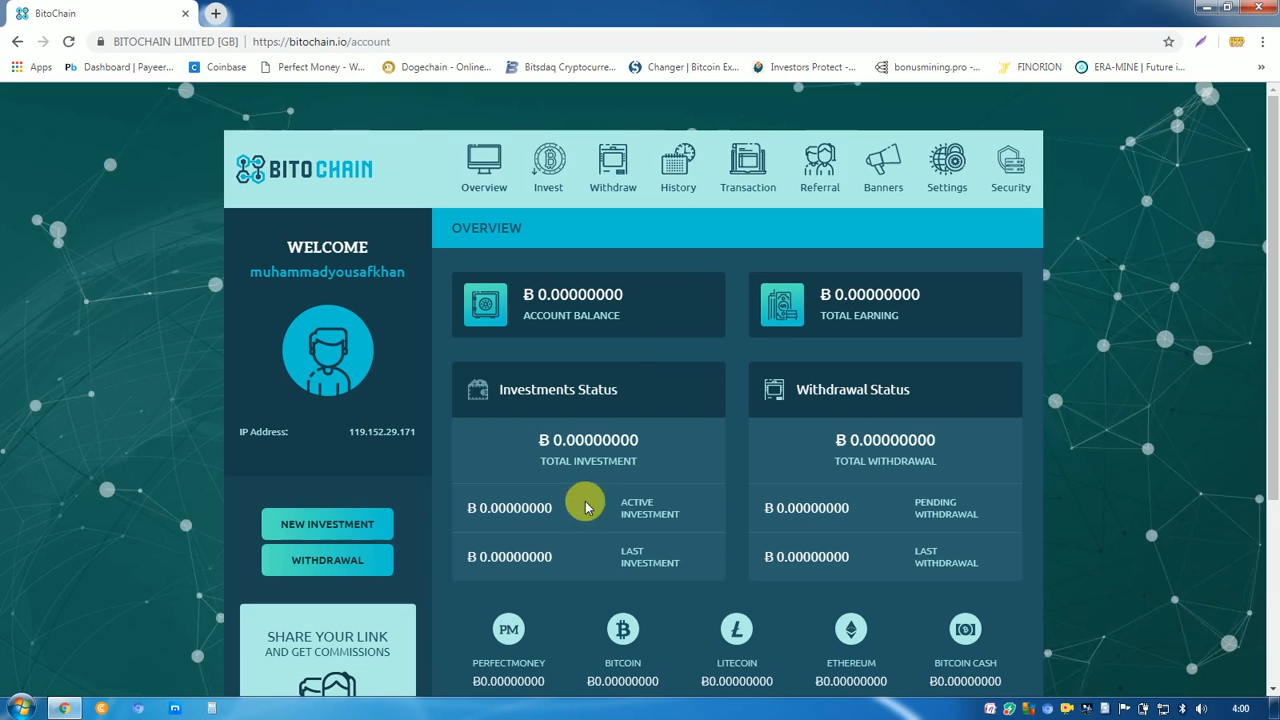 BitoChain
BITOCHAIN LIMITED [GB] https://bitochain.io/account
Apps Pb Dashboard | Payeer... Coinbase Perfect Money - W... Dogechain - Online... Bitsdaq Cryptocurre... Changer | Bitcoin Ex... Investors Protect -... bonusmining.pro -... FINORION ERA-MINE | Future i... »
BITOCHAIN
Overview Invest Withdraw History Transaction Referral Banners Settings Security
WELCOME
muhammadyousafkhan
IP Address: 119.152.29.171
NEW INVESTMENT
WITHDRAWAL
SHARE YOUR LINK
AND GET COMMISSIONS
OVERVIEW
Ƀ 0.00000000
ACCOUNT BALANCE
Ƀ 0.00000000
TOTAL EARNING
Investments Status
Ƀ 0.00000000
TOTAL INVESTMENT
Ƀ 0.00000000 ACTIVE
INVESTMENT
Ƀ 0.00000000 LAST
INVESTMENT
Withdrawal Status
Ƀ 0.00000000
TOTAL WITHDRAWAL
Ƀ 0.00000000 PENDING
WITHDRAWAL
Ƀ 0.00000000 LAST
WITHDRAWAL
PM
PERFECTMONEY BITCOIN LITECOIN ETHEREUM BITCOIN CASH
Ƀ0.00000000 Ƀ0.00000000 Ƀ0.00000000 Ƀ0.00000000 Ƀ0.00000000
4:00